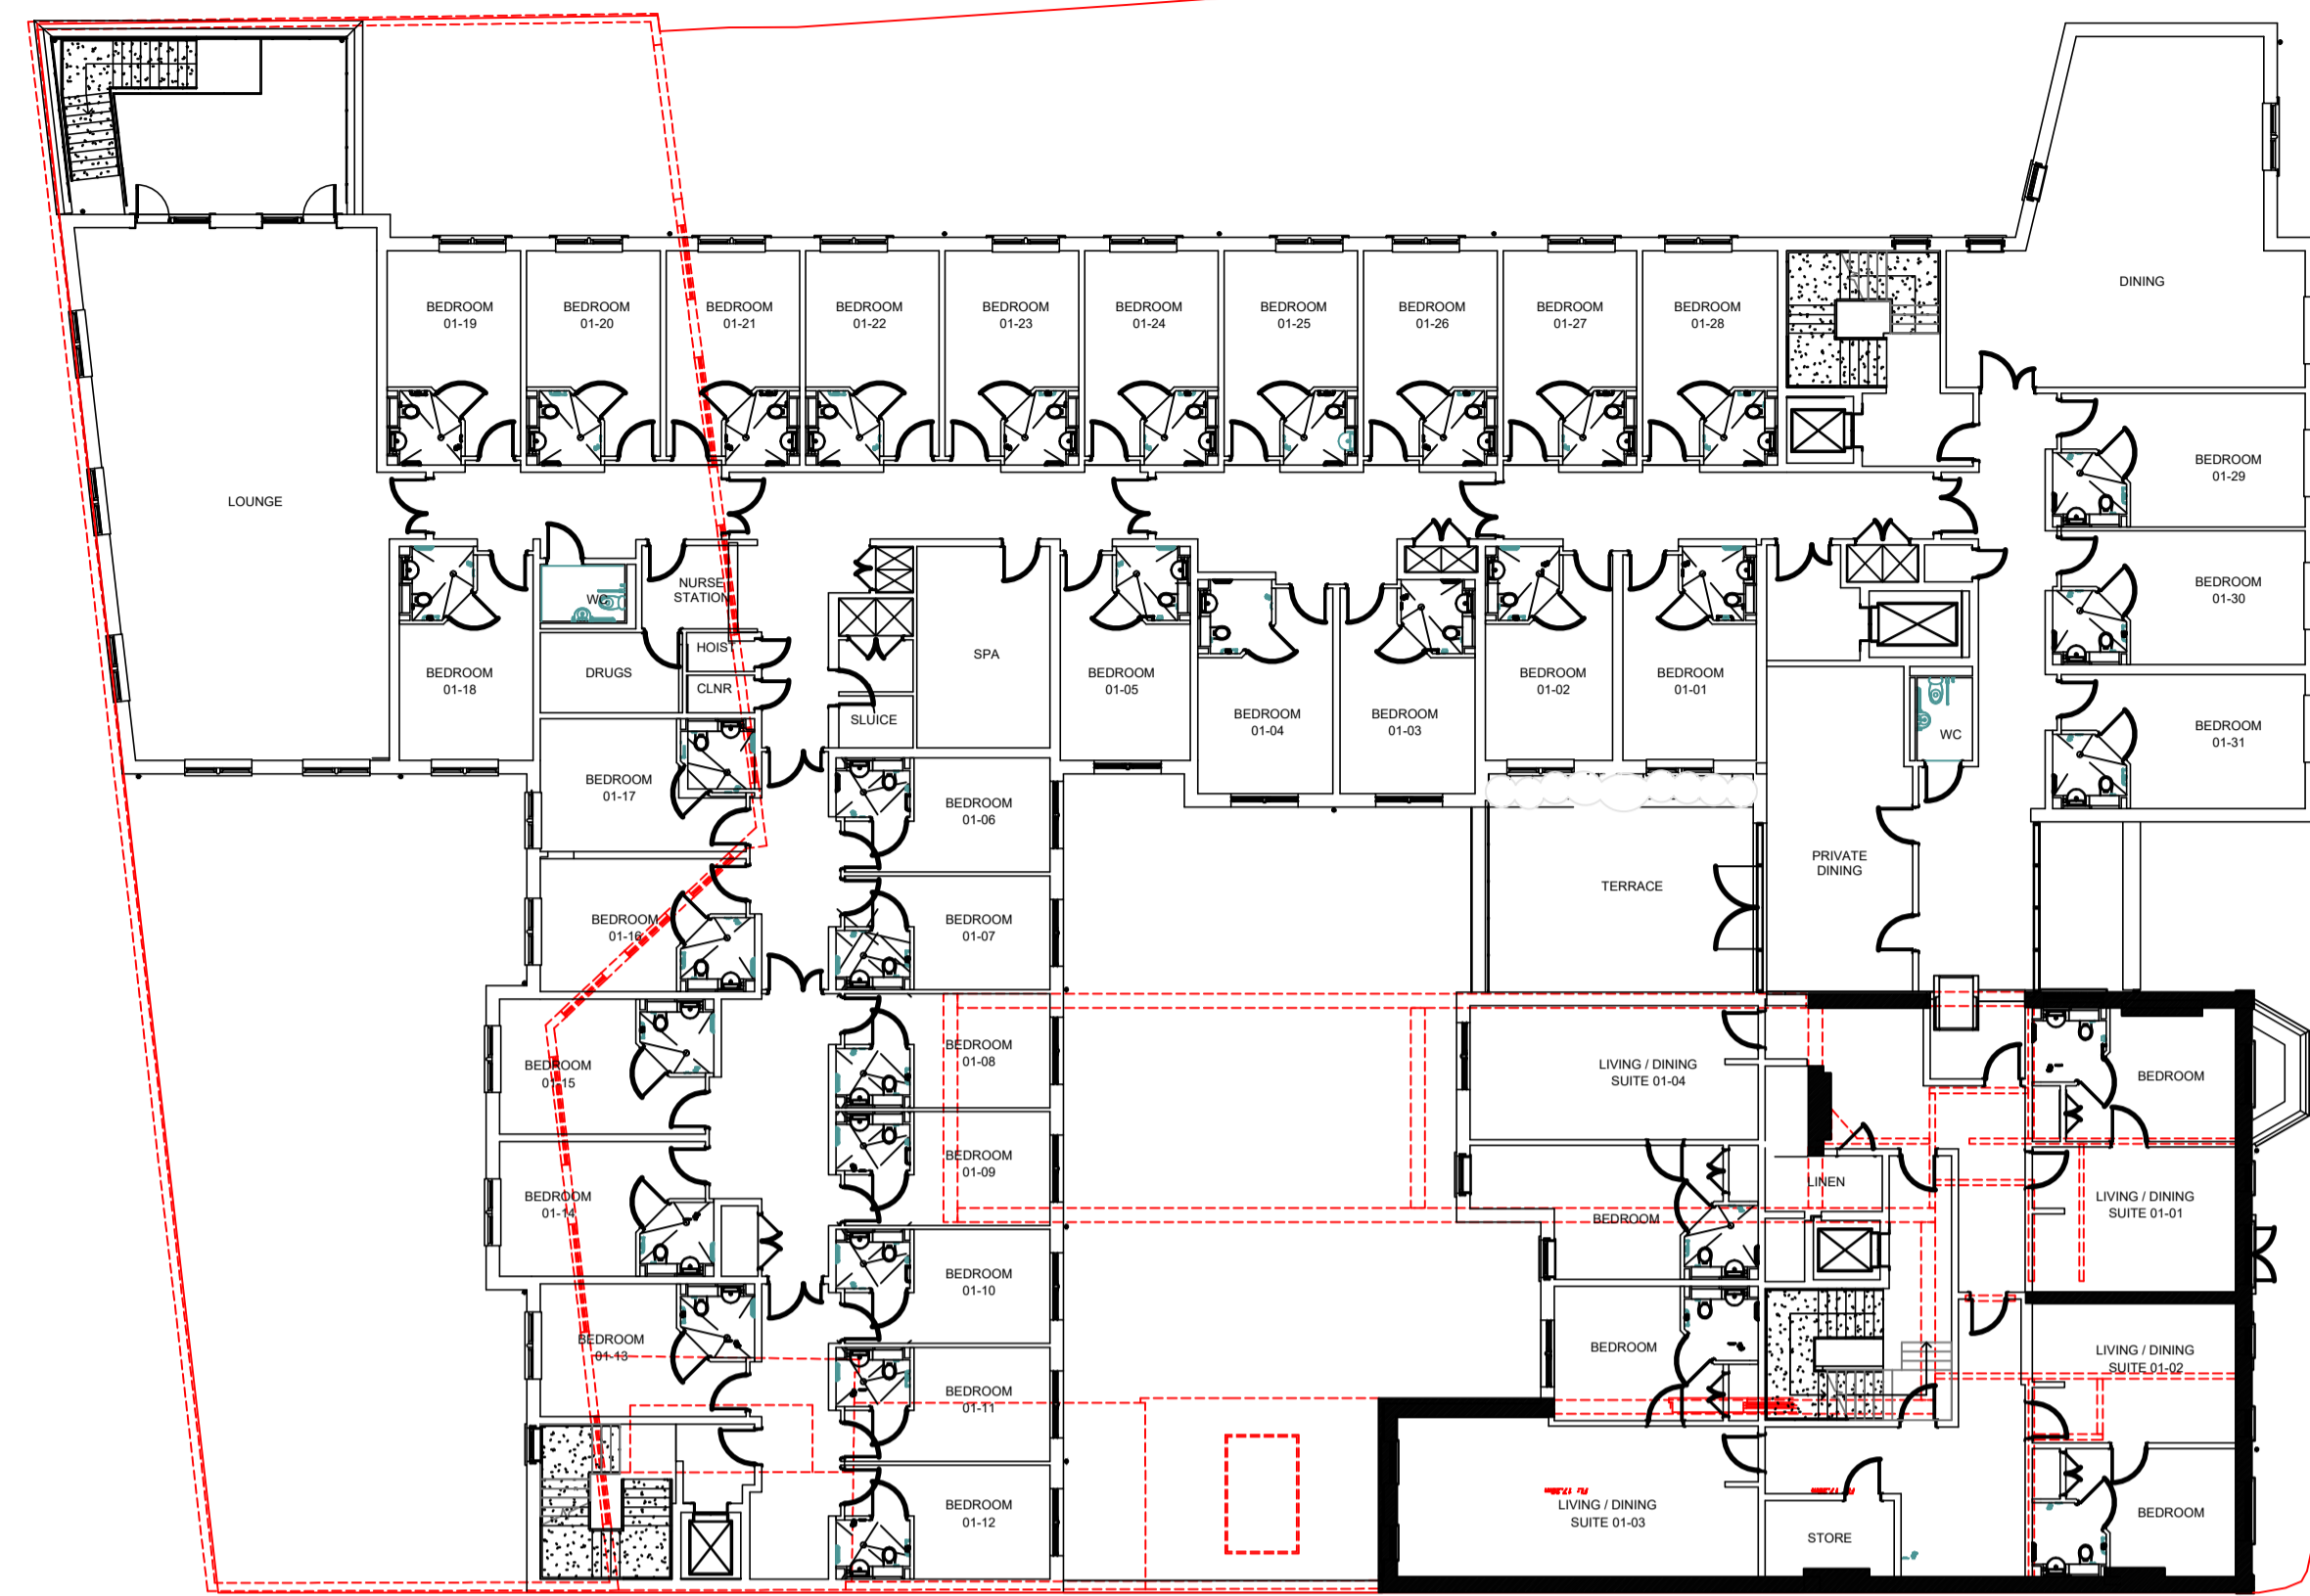 DINING
BEDROOM
01-19
BEDROOM
01-20
BEDROOM
01-21
BEDROOM
01-22
BEDROOM
01-23
BEDROOM
01-24
BEDROOM
01-25
BEDROOM
01-26
BEDROOM
01-27
BEDROOM
01-28
LOUNGE
BEDROOM
01-29
BEDROOM
01-30
BEDROOM
01-31
NURSE
STATION
WC
HOIST
DRUGS
CLNR
BEDROOM
01-18
SPA
SLUICE
BEDROOM
01-05
BEDROOM
01-04
BEDROOM
01-03
BEDROOM
01-02
BEDROOM
01-01
WC
BEDROOM
01-17
BEDROOM
01-06
BEDROOM
01-16
BEDROOM
01-07
TERRACE
PRIVATE
DINING
BEDROOM
01-15
BEDROOM
01-08
LIVING / DINING
SUITE 01-04
BEDROOM
BEDROOM
01-14
BEDROOM
01-09
LINEN
LIVING / DINING
SUITE 01-01
BEDROOM
BEDROOM
01-10
BEDROOM
01-13
BEDROOM
LIVING / DINING
SUITE 01-02
BEDROOM
01-11
BEDROOM
01-12
LIVING / DINING
SUITE 01-03
STORE
BEDROOM